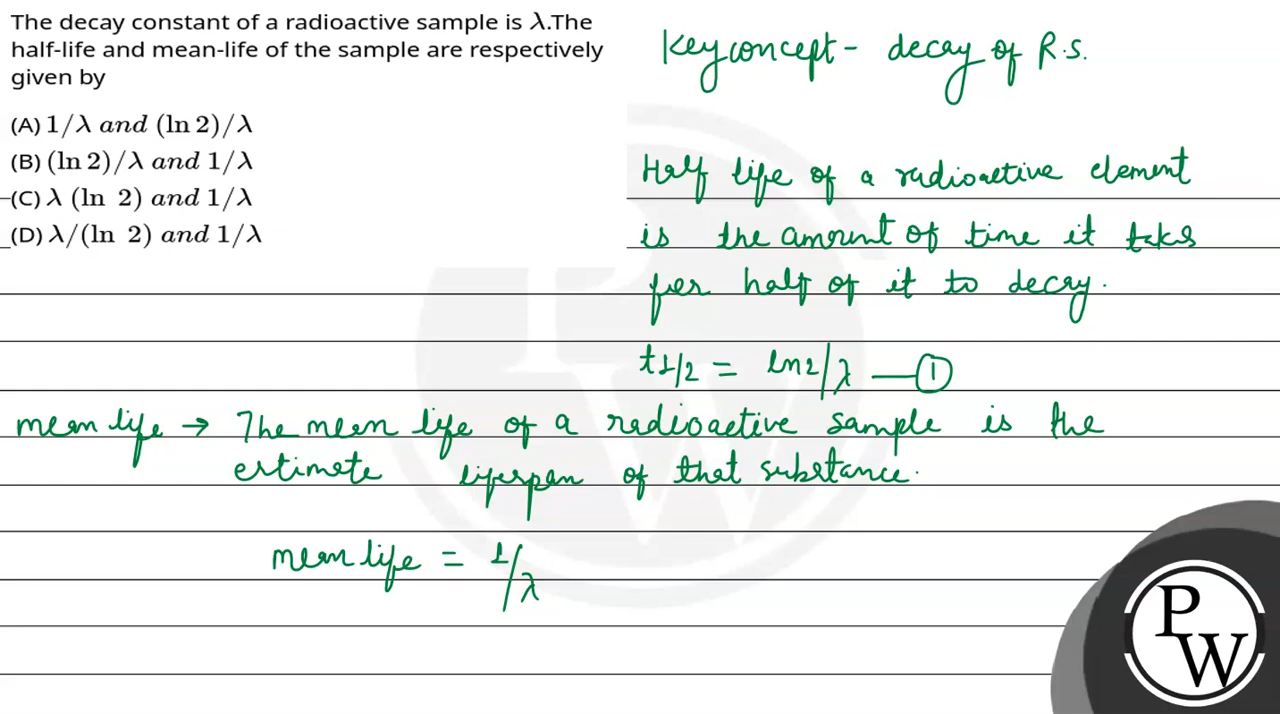 The decay constant of a radioactive sample is λ.The
half-life and mean-life of the sample are respectively
given by
(A) 1/λ and (ln 2)/λ
(B) (ln 2)/λ and 1/λ
(C) λ (ln 2) and 1/λ
(D) λ/(ln 2) and 1/λ
Key concept - decay of R.S.
Half life of a radioactive element
is the amount of time it takes
for half of it to decay.
t1/2 = ln2/λ — 1
mean life → The mean life of a radioactive sample is the
estimate lifespan of that substance.
mean life = 1/λ
PW